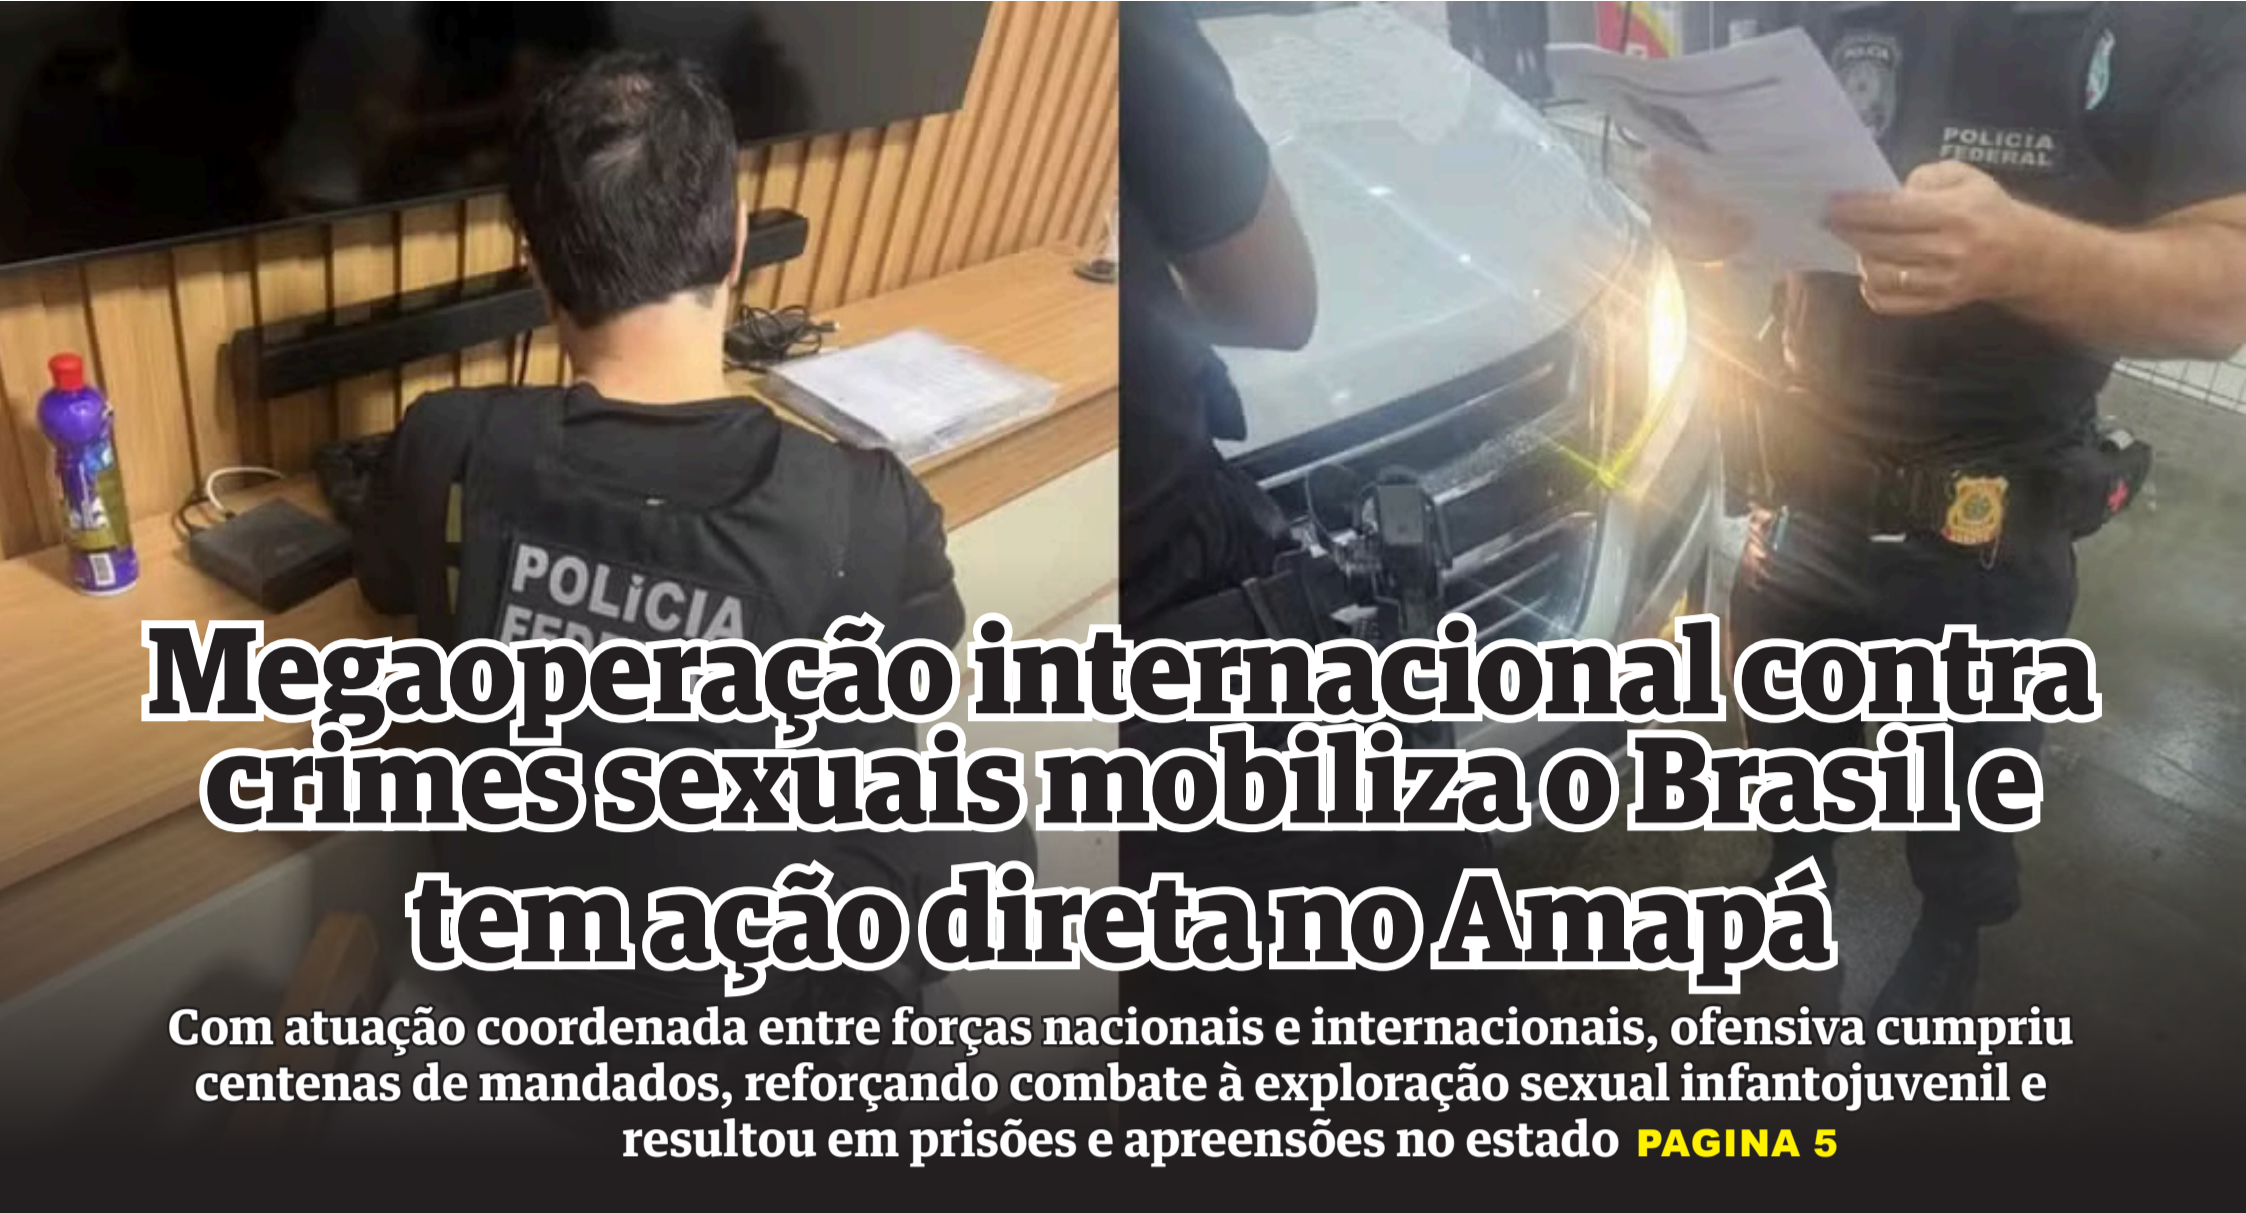 POLÍCIA
POLICIA
FEDERAL
POLÍCIA
Megaoperação internacional contra
crimes sexuais mobiliza o Brasil e
tem ação direta no Amapá
Com atuação coordenada entre forças nacionais e internacionais, ofensiva cumpriu
centenas de mandados, reforçando combate à exploração sexual infantojuvenil e
resultou em prisões e apreensões no estado PAGINA 5